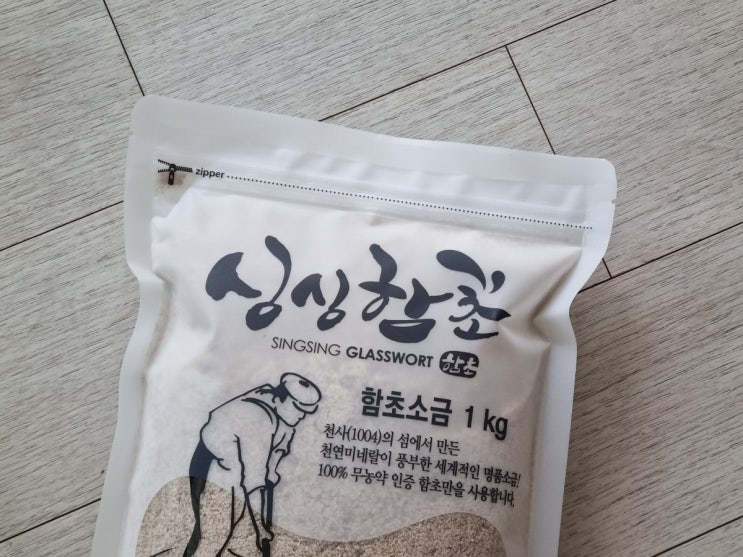 zipper
싱싱함초
SINGSING GLASSWORT 함초
함초소금 1 kg
천사(1004)의 섬에서 만든
천연미네랄이 풍부한 세계적인 명품소금!
100% 무농약 인증 함초만을 사용합니다.